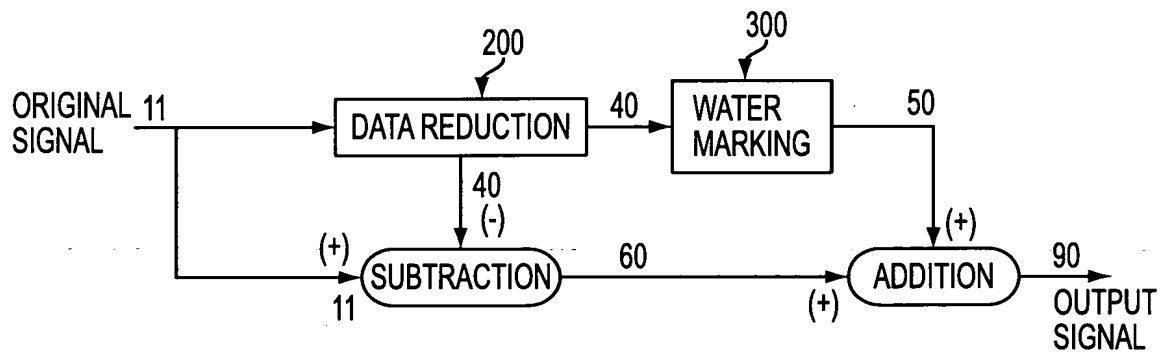 200
300
ORIGINAL
SIGNAL
11
DATA REDUCTION
40
WATER
MARKING
50
40
(-)
(+)
(+)
11
SUBTRACTION
60
(+)
ADDITION
90
OUTPUT
SIGNAL